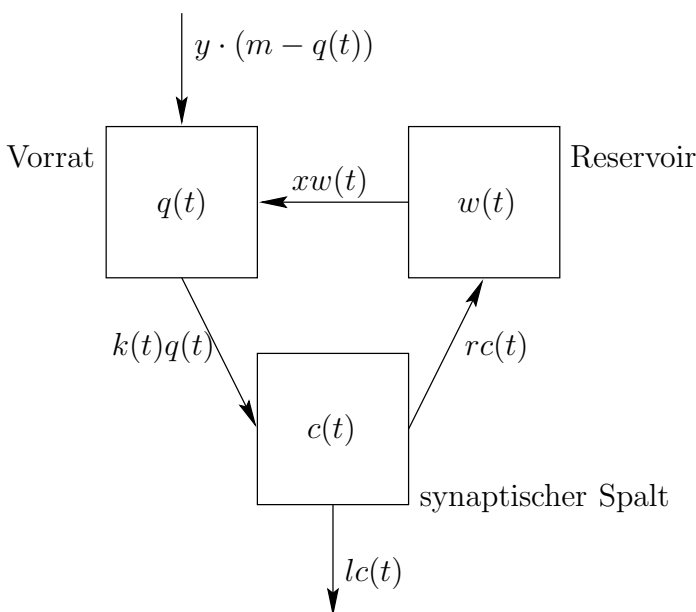 y · (m − q(t))
Vorrat
Reservoir
xw(t)
q(t)
w(t)
k(t)q(t)
rc(t)
c(t)
synaptischer Spalt
lc(t)